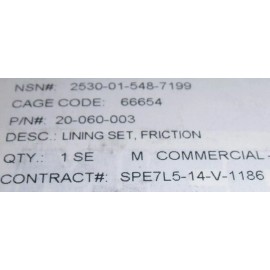 NSN#: 2530-01-548-7199
CAGE CODE: 66654
P/N#: 20-060-003
DESC.: LINING SET, FRICTION
QTY.: 1 SE M COMMERCIAL -
CONTRACT#: SPE7L5-14-V-1186